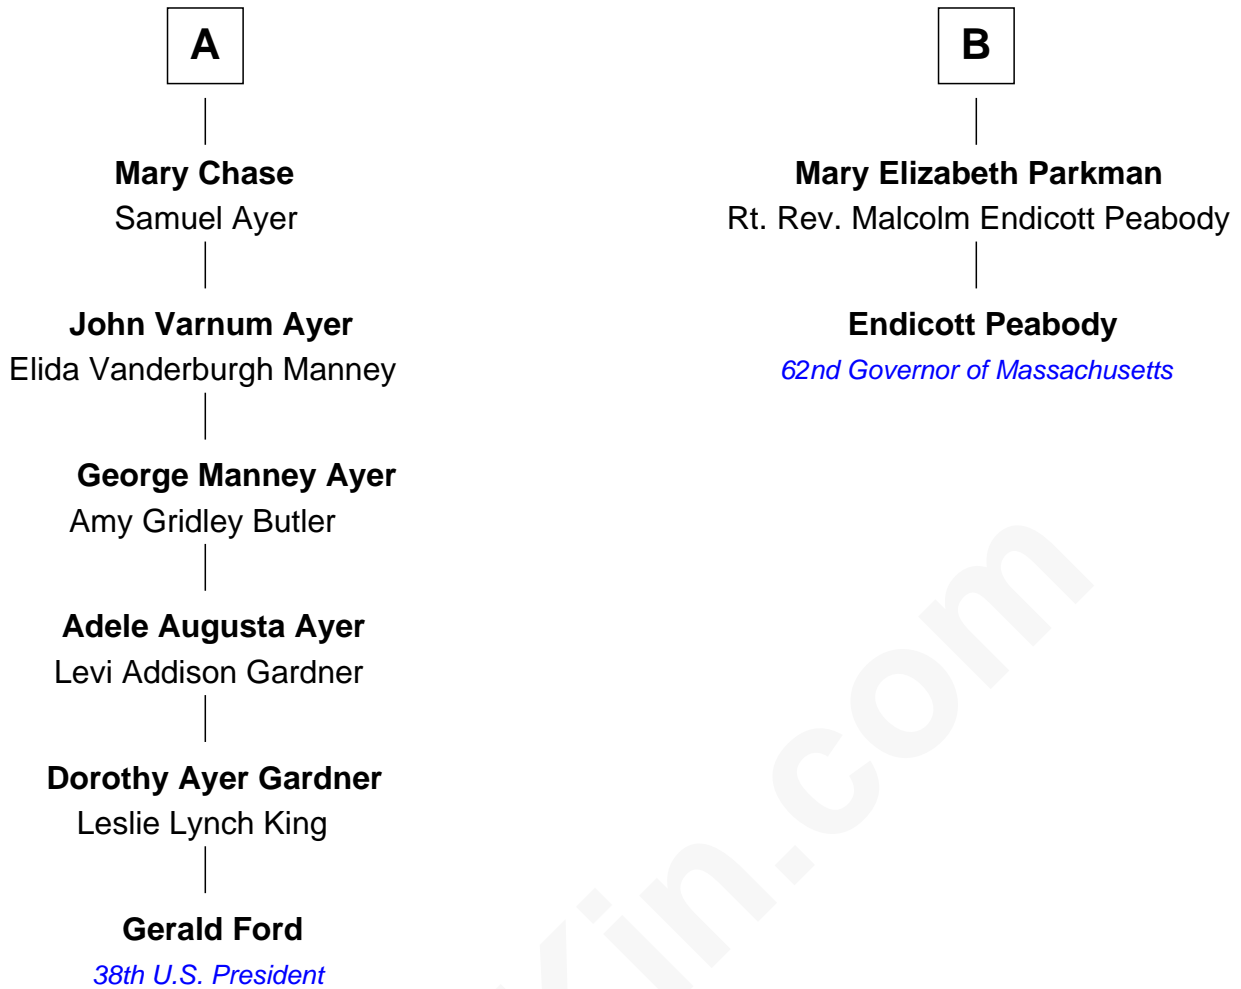 A
Mary Chase
Samuel Ayer
John Varnum Ayer
Elida Vanderburgh Manney
George Manney Ayer
Amy Gridley Butler
Adele Augusta Ayer
Levi Addison Gardner
Dorothy Ayer Gardner
Leslie Lynch King
Gerald Ford
38th U.S. President
B
Mary Elizabeth Parkman
Rt. Rev. Malcolm Endicott Peabody
Endicott Peabody
62nd Governor of Massachusetts
Kin.com